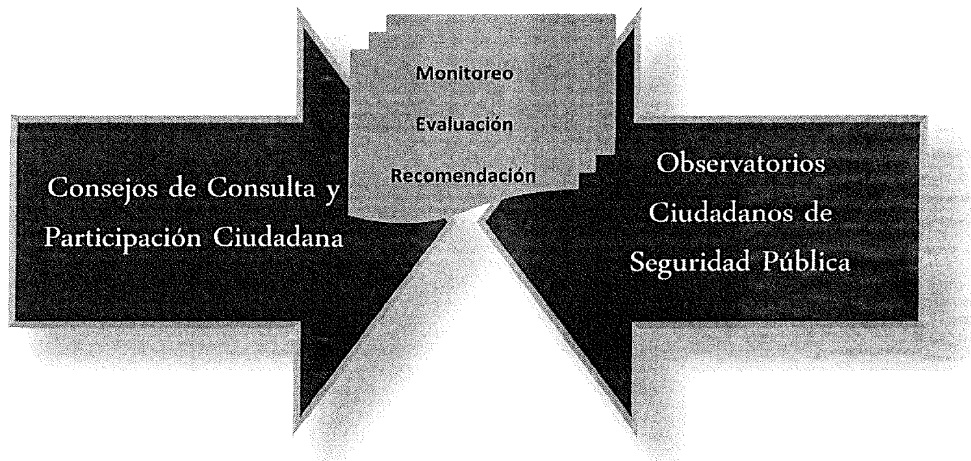 Monitoreo
Evaluación
Recomendación
Consejos de Consulta y
Participación Ciudadana
Observatorios
Ciudadanos de
Seguridad Pública